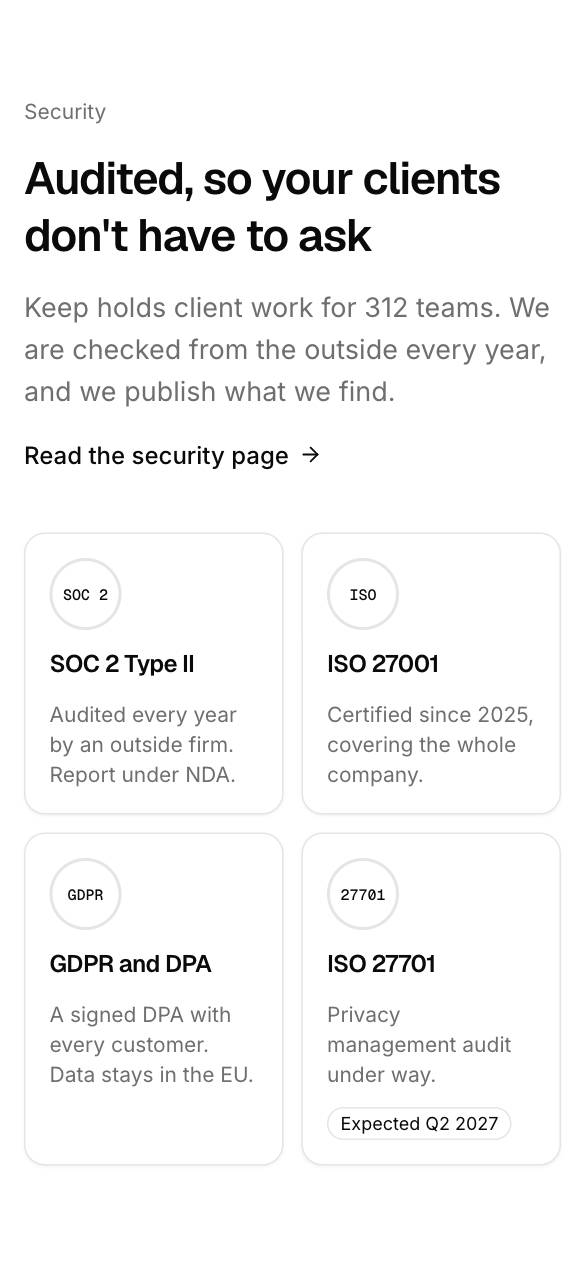 Security
Audited, so your clients
don't have to ask
Keep holds client work for 312 teams. We
are checked from the outside every year,
and we publish what we find.
Read the security page →
SOC 2
SOC 2 Type II
Audited every year
by an outside firm.
Report under NDA.
ISO
ISO 27001
Certified since 2025,
covering the whole
company.
GDPR
GDPR and DPA
A signed DPA with
every customer.
Data stays in the EU.
27701
ISO 27701
Privacy
management audit
under way.
Expected Q2 2027